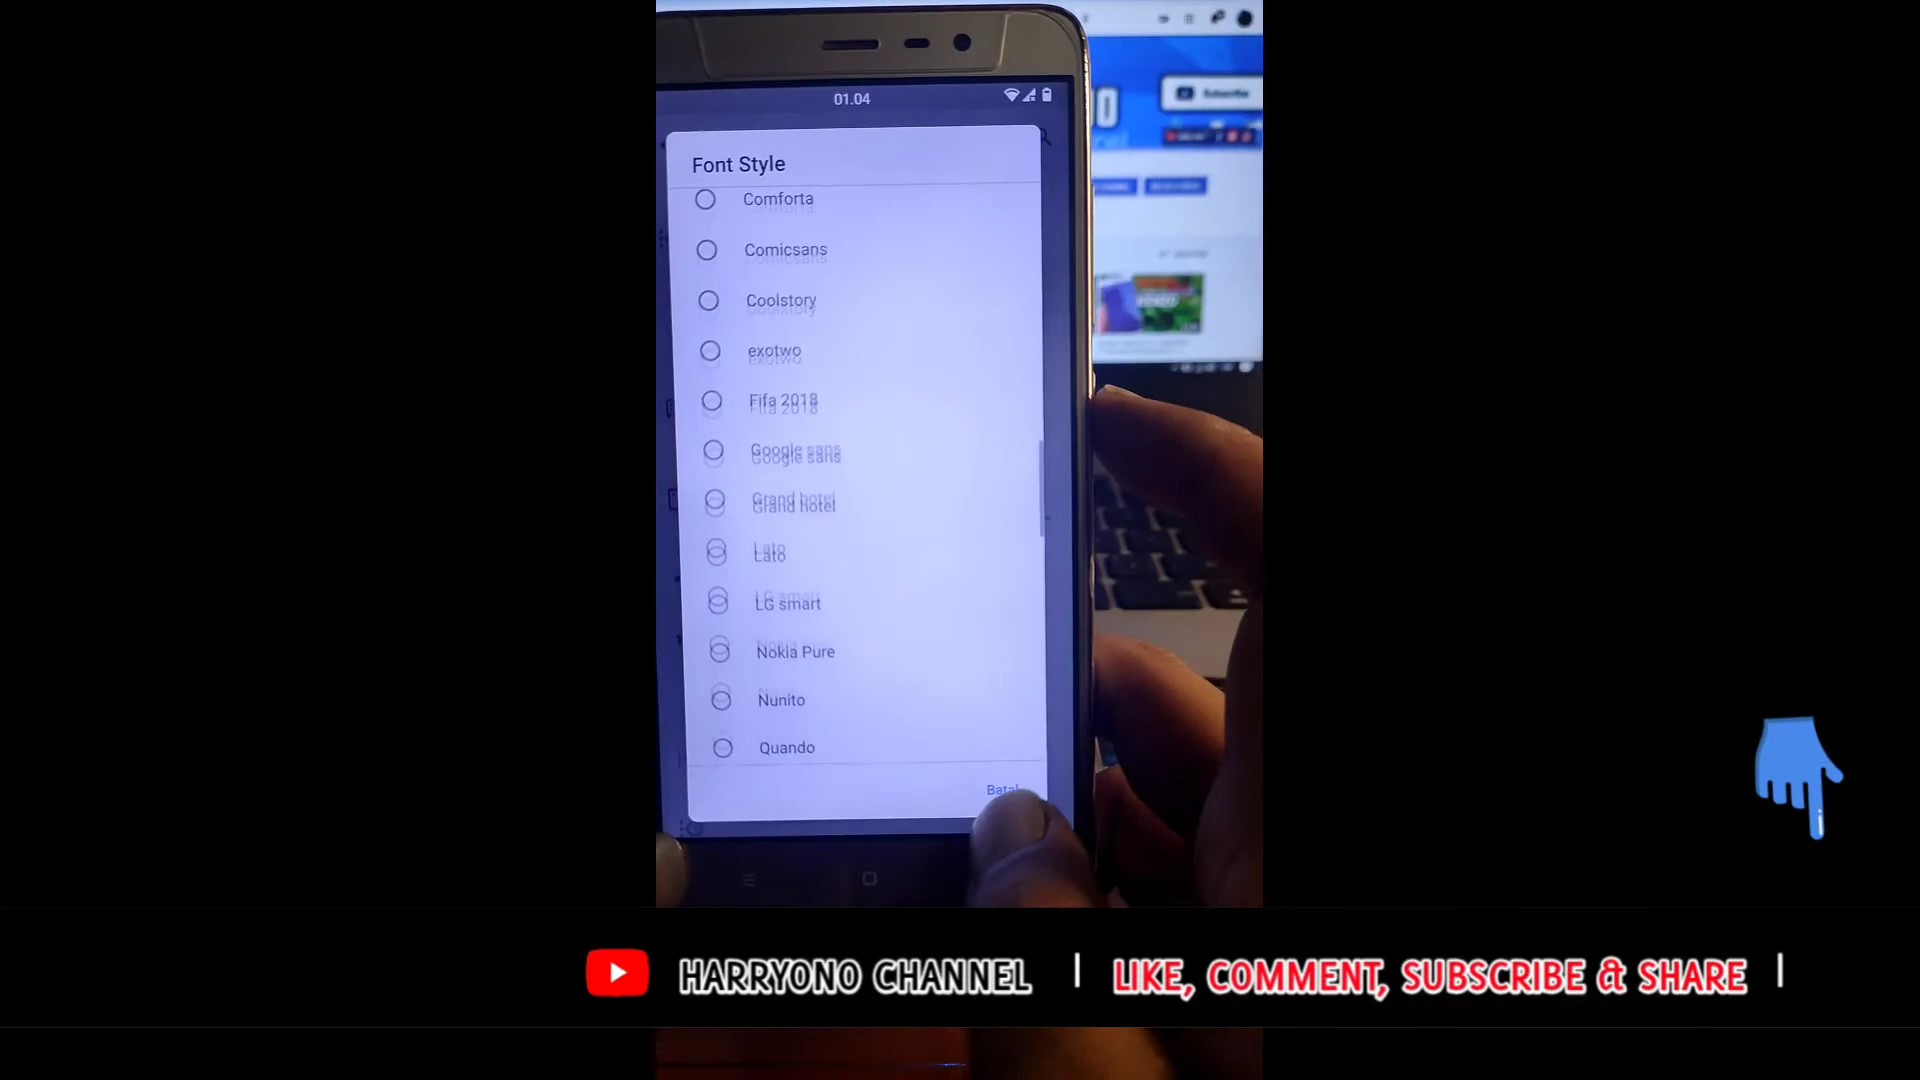 01.04
Subscribe
Font Style
Comforta
Comicsans
Coolstory
exotwo
Fifa 2018
Google sans
Grand hotel
Lato
LG smart
Nokia Pure
Nunito
Quando
Batal
HARRYONO CHANNEL | LIKE, COMMENT, SUBSCRIBE & SHARE |